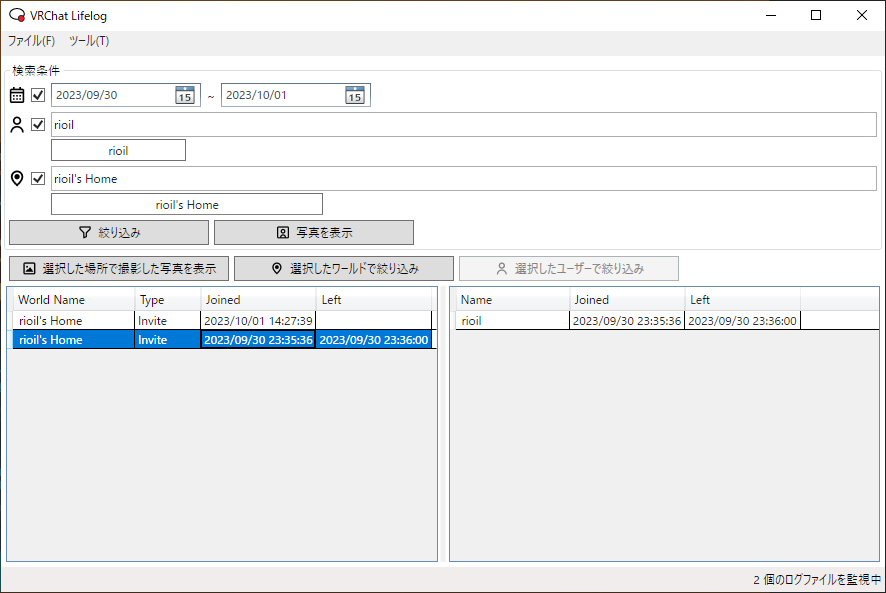 VRChat Lifelog
ファイル(F) ツール(T)
検索条件
2023/09/30 15 ~ 2023/10/01 15
rioil
rioil
rioil's Home
rioil's Home
絞り込み 写真を表示
選択した場所で撮影した写真を表示 選択したワールドで絞り込み 選択したユーザーで絞り込み
World Name Type Joined Left
rioil's Home Invite 2023/10/01 14:27:39
rioil's Home Invite 2023/09/30 23:35:36 2023/09/30 23:36:00
Name Joined Left
rioil 2023/09/30 23:35:36 2023/09/30 23:36:00
2 個のログファイルを監視中